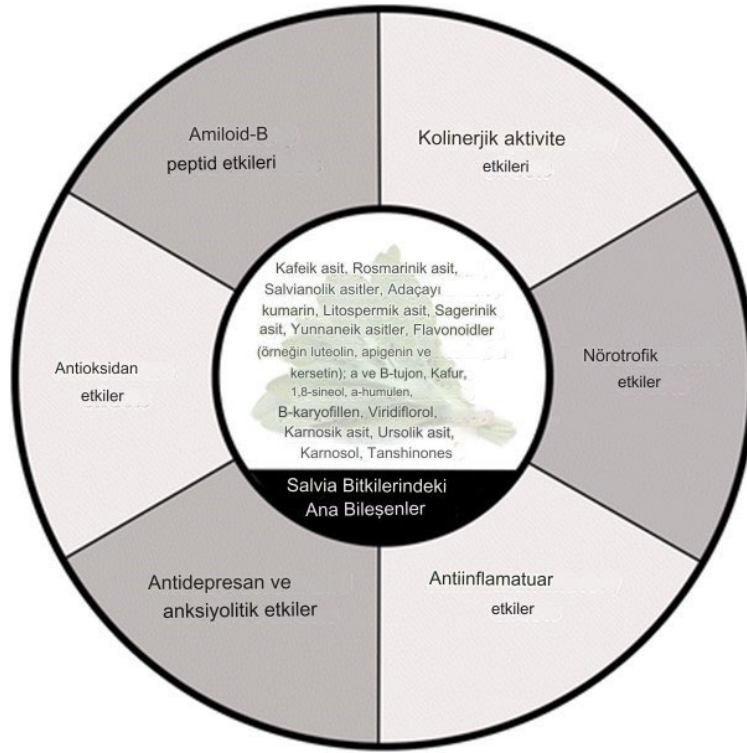 Amiloid-B
peptid etkileri
Kolinerjik aktivite
etkileri
Kafeik asit, Rosmarinik asit,
Salvianolik asitler, Adaçayı
kumarin, Litospermik asit, Sagerinik
asit, Yunnaneik asitler, Flavonoidler
(örneğin luteolin, apigenin ve
kersetin); a ve B-tujon, Kafur,
1,8-sineol, a-humulen,
B-karyofillen, Viridiflorol,
Karnosik asit, Ursolik asit,
Karnosol, Tanshinones
Salvia Bitkilerindeki
Ana Bileşenler
Antioksidan
etkiler
Nörotrofik
etkiler
Antidepresan ve
anksiyolitik etkiler
Antiinflamatuar
etkiler